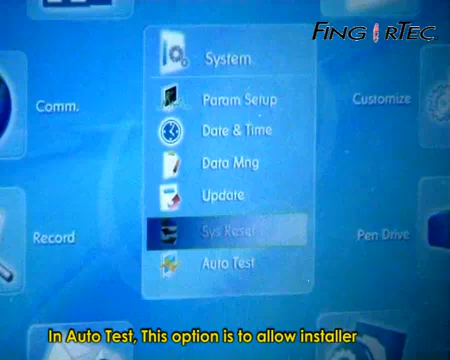 FINGERTEC
System
Param Setup
Comm.
Customize
Date & Time
Data Mng
Update
Record
Sys Reset
Pen Drive
Auto Test
In Auto Test, This option is to allow installer